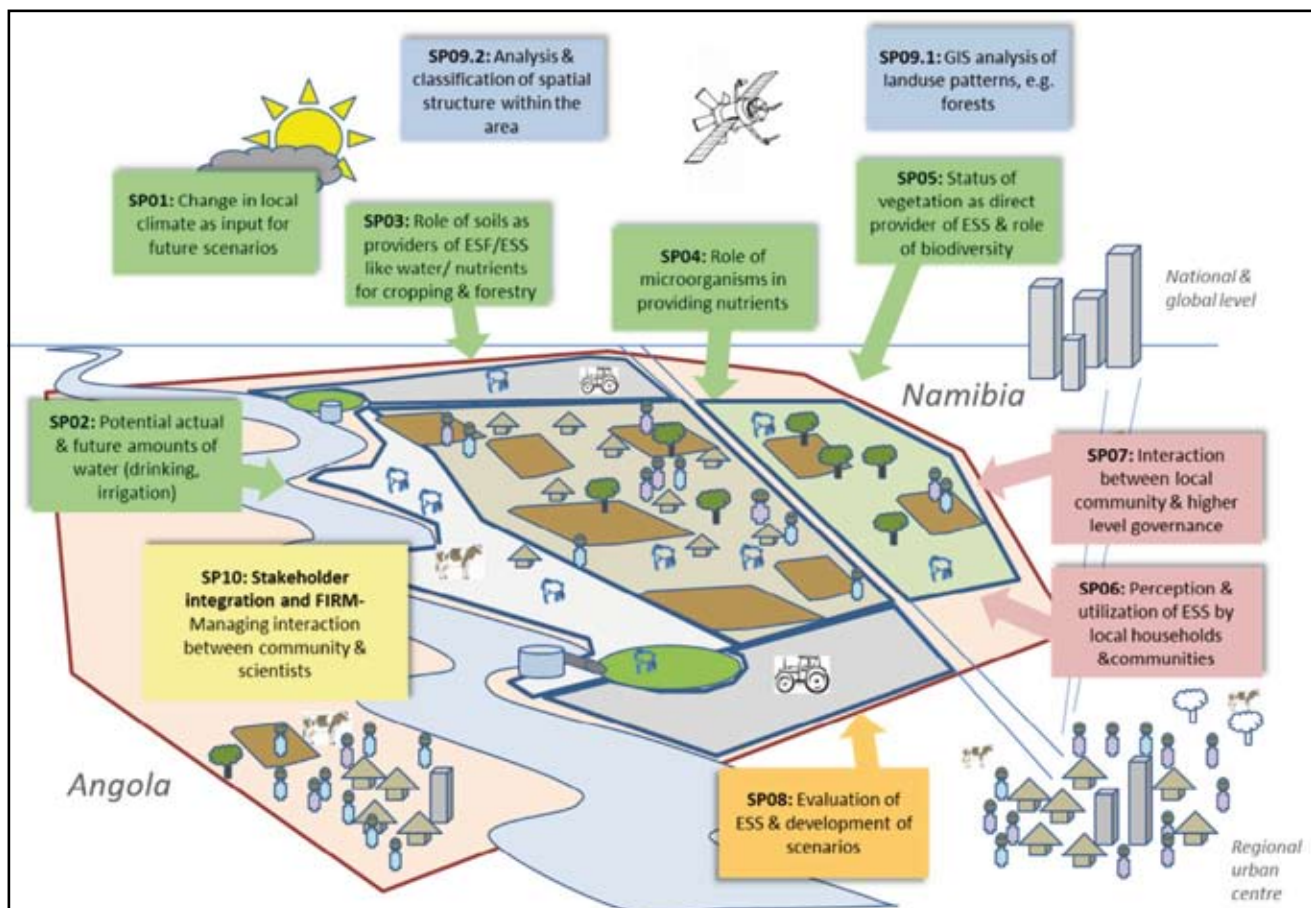 SP09.2: Analysis &
classification of spatial
structure within the
area
SP09.1: GIS analysis of
landuse patterns, e.g.
forests
SP01: Change in local
climate as input for
future scenarios
SP03: Role of soils as
providers of ESF/ESS
like water/ nutrients
for cropping & forestry
SP04: Role of
microorganisms in
providing nutrients
SP05: Status of
vegetation as direct
provider of ESS & role
of biodiversity
National &
global level
Namibia
SP02: Potential actual
& future amounts of
water (drinking,
irrigation)
SP07: Interaction
between local
community & higher
level governance
SP10: Stakeholder
integration and FIRM-
Managing interaction
between community &
scientists
SP06: Perception &
utilization of ESS by
local households
&communities
Angola
SP08: Evaluation of
ESS & development of
scenarios
Regional
urban
centre